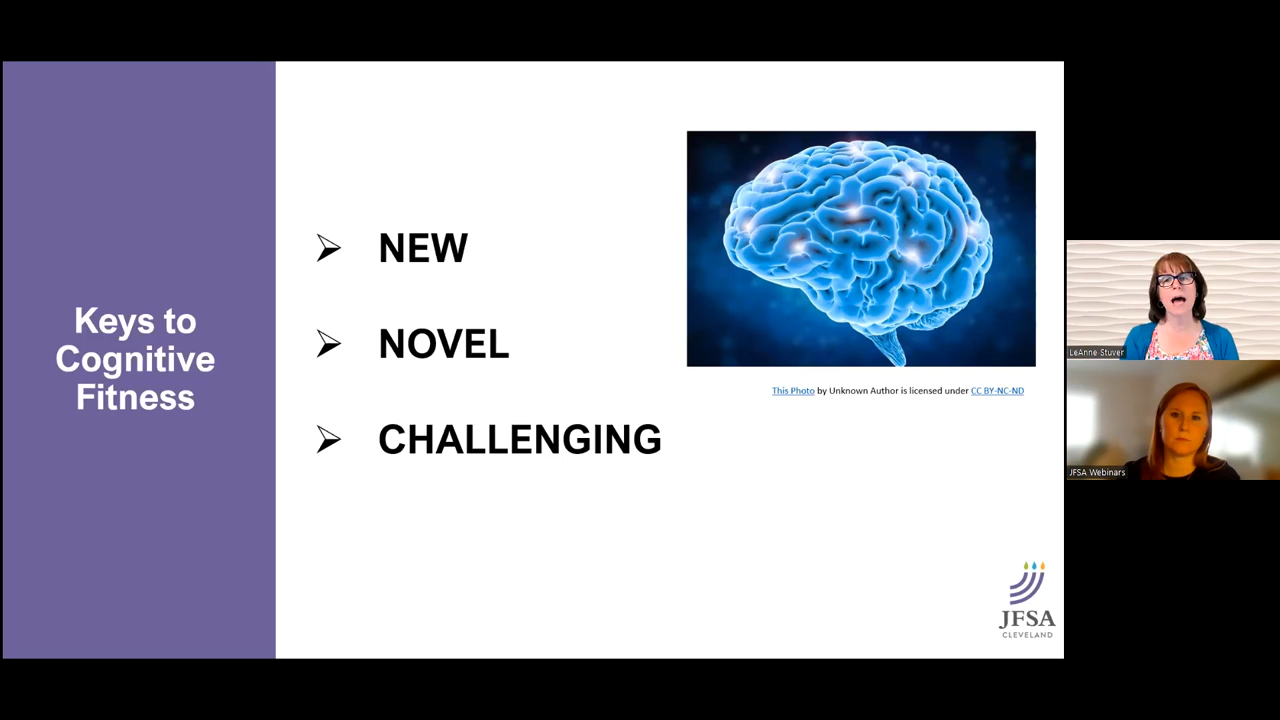 Keys to
Cognitive
Fitness
NEW
NOVEL
CHALLENGING
This Photo by Unknown Author is licensed under CC BY-NC-ND
JFSA
CLEVELAND
LeAnne Stuver
JFSA Webinars